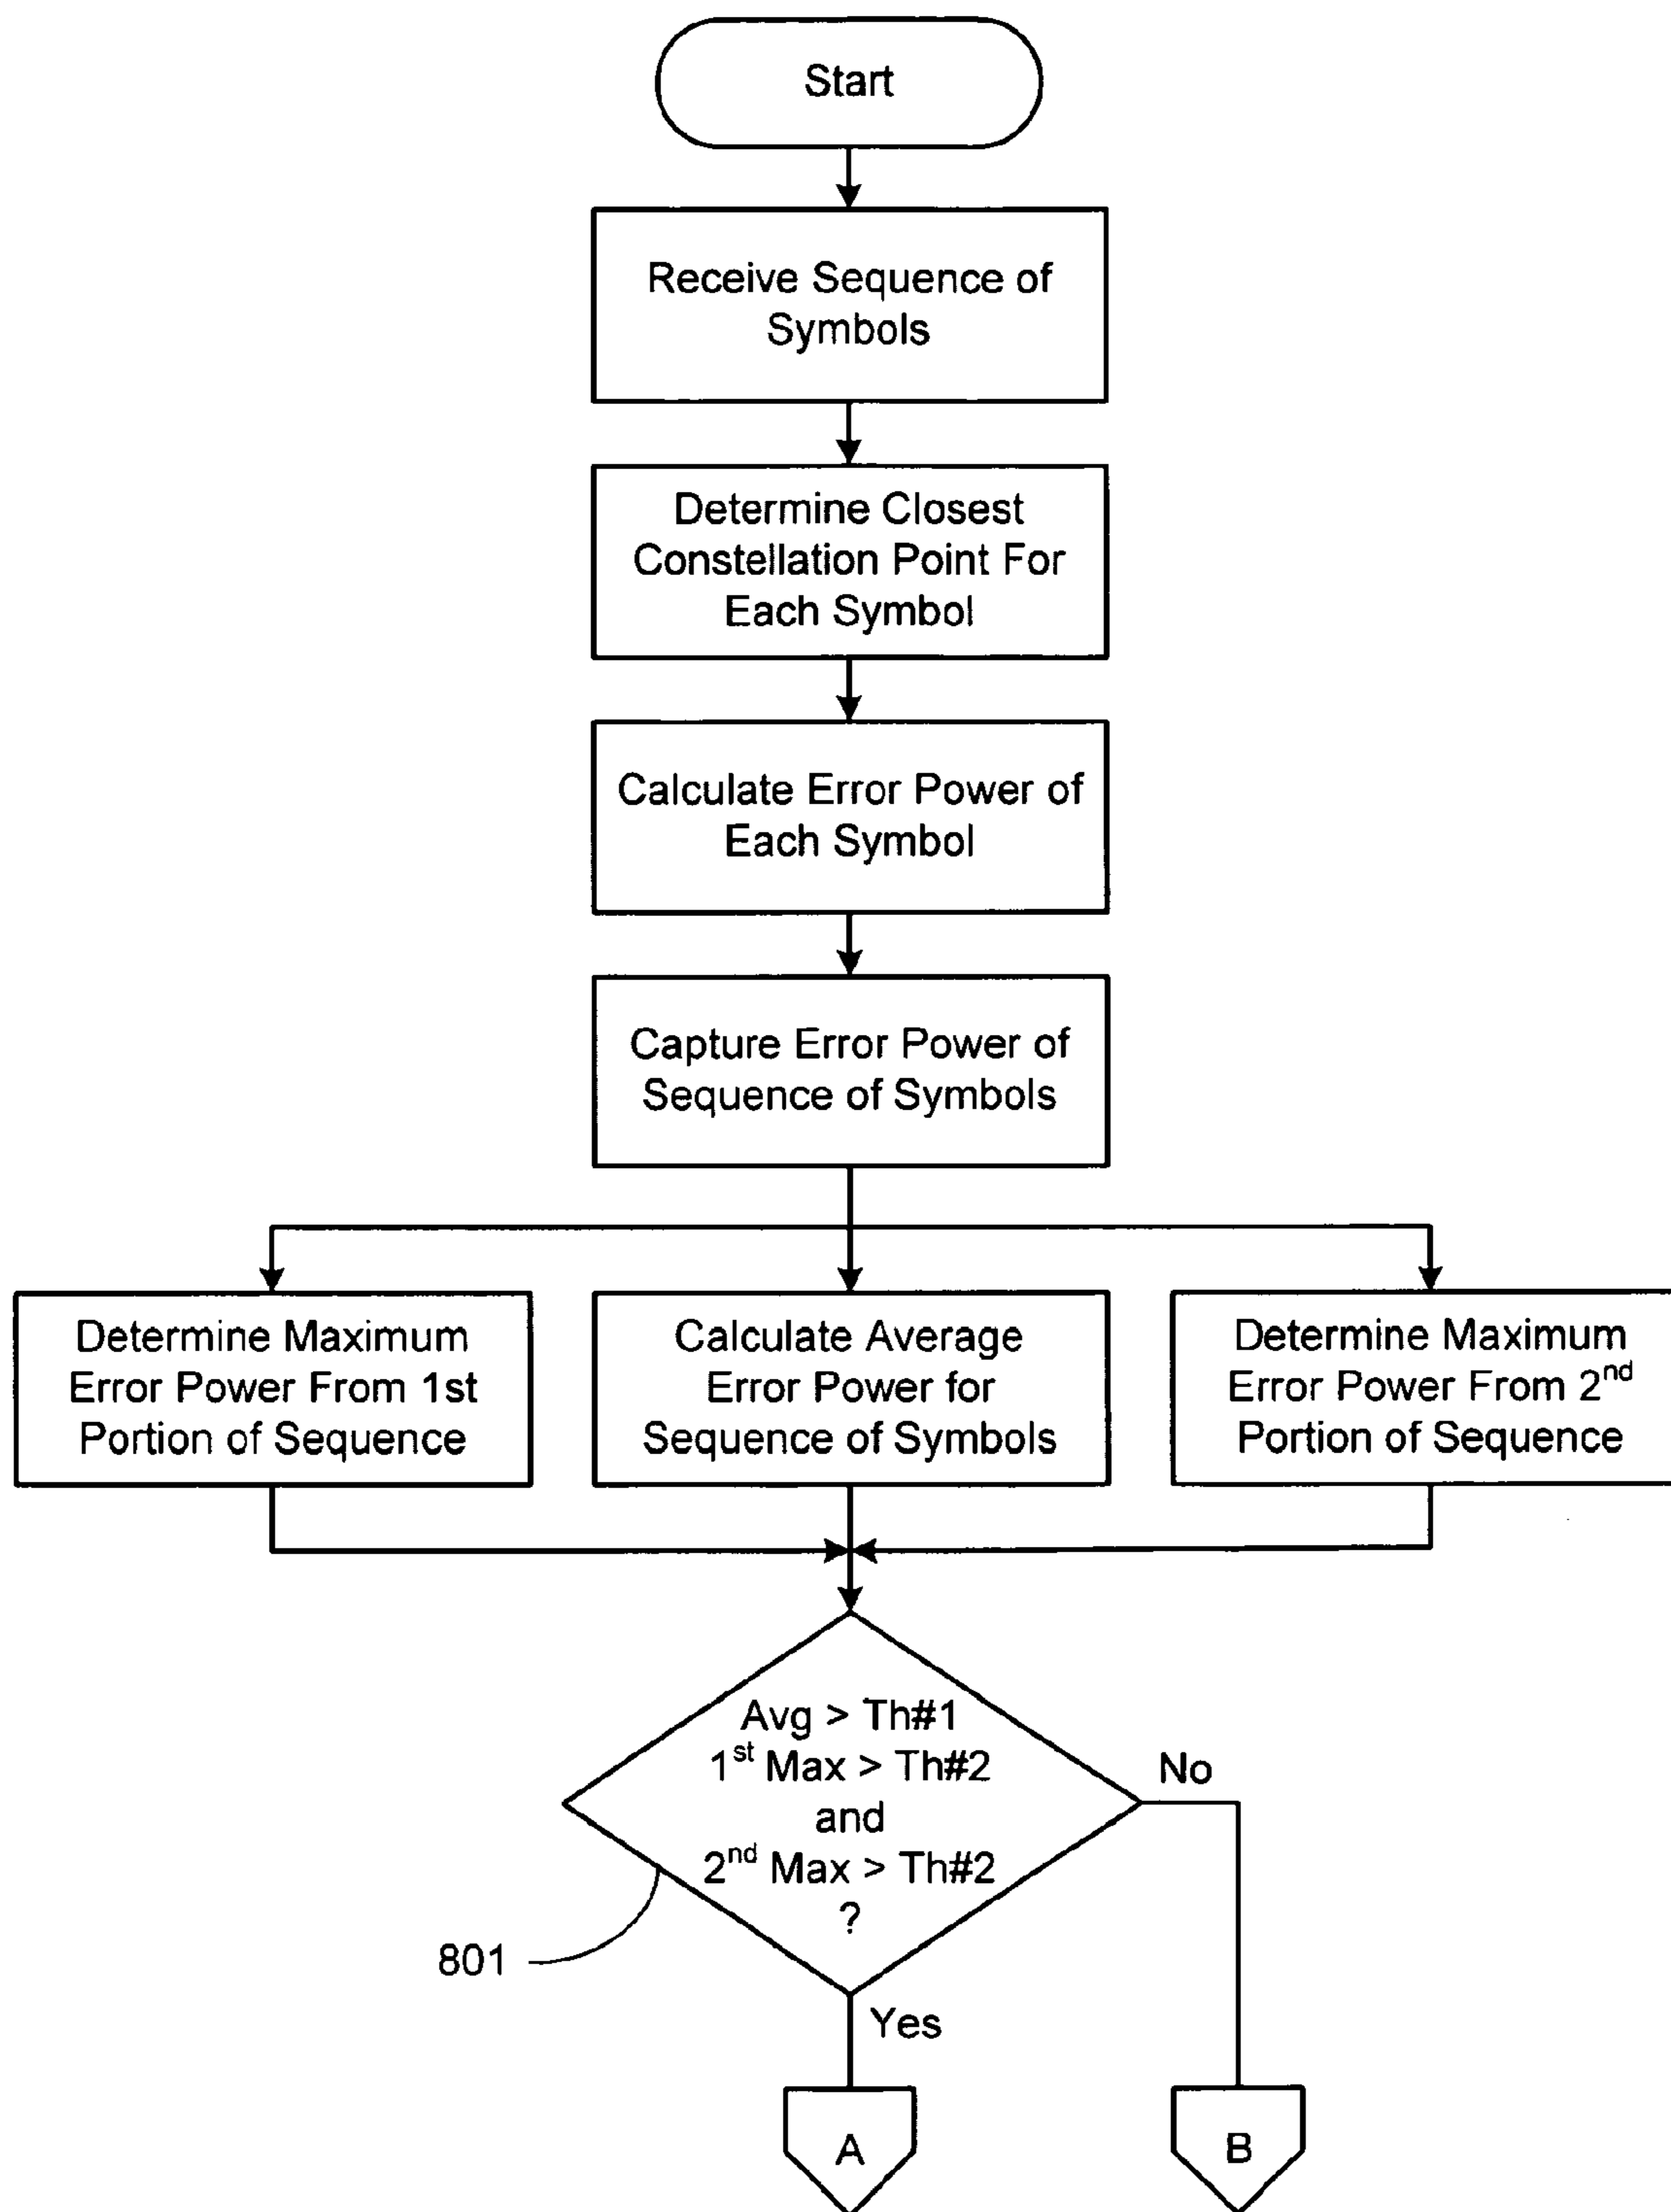 Start
Receive Sequence of
Symbols
Determine Closest
Constellation Point For
Each Symbol
Calculate Error Power of
Each Symbol
Capture Error Power of
Sequence of Symbols
Determine Maximum
Error Power From 1st
Portion of Sequence
Calculate Average
Error Power for
Sequence of Symbols
Determine Maximum
Error Power From 2nd
Portion of Sequence
Avg > Th#1
1st Max > Th#2
and
2nd Max > Th#2
?
No
801
Yes
A
B